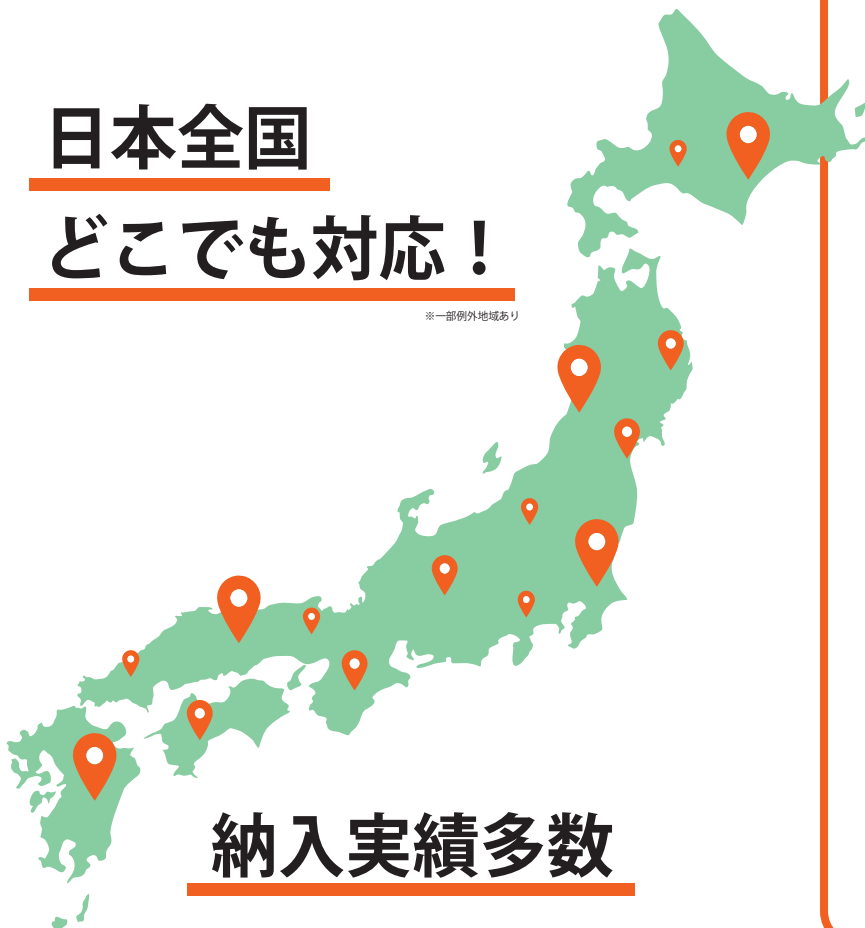 日本全国
どこでも対応！
※一部例外地域あり
納入実績多数